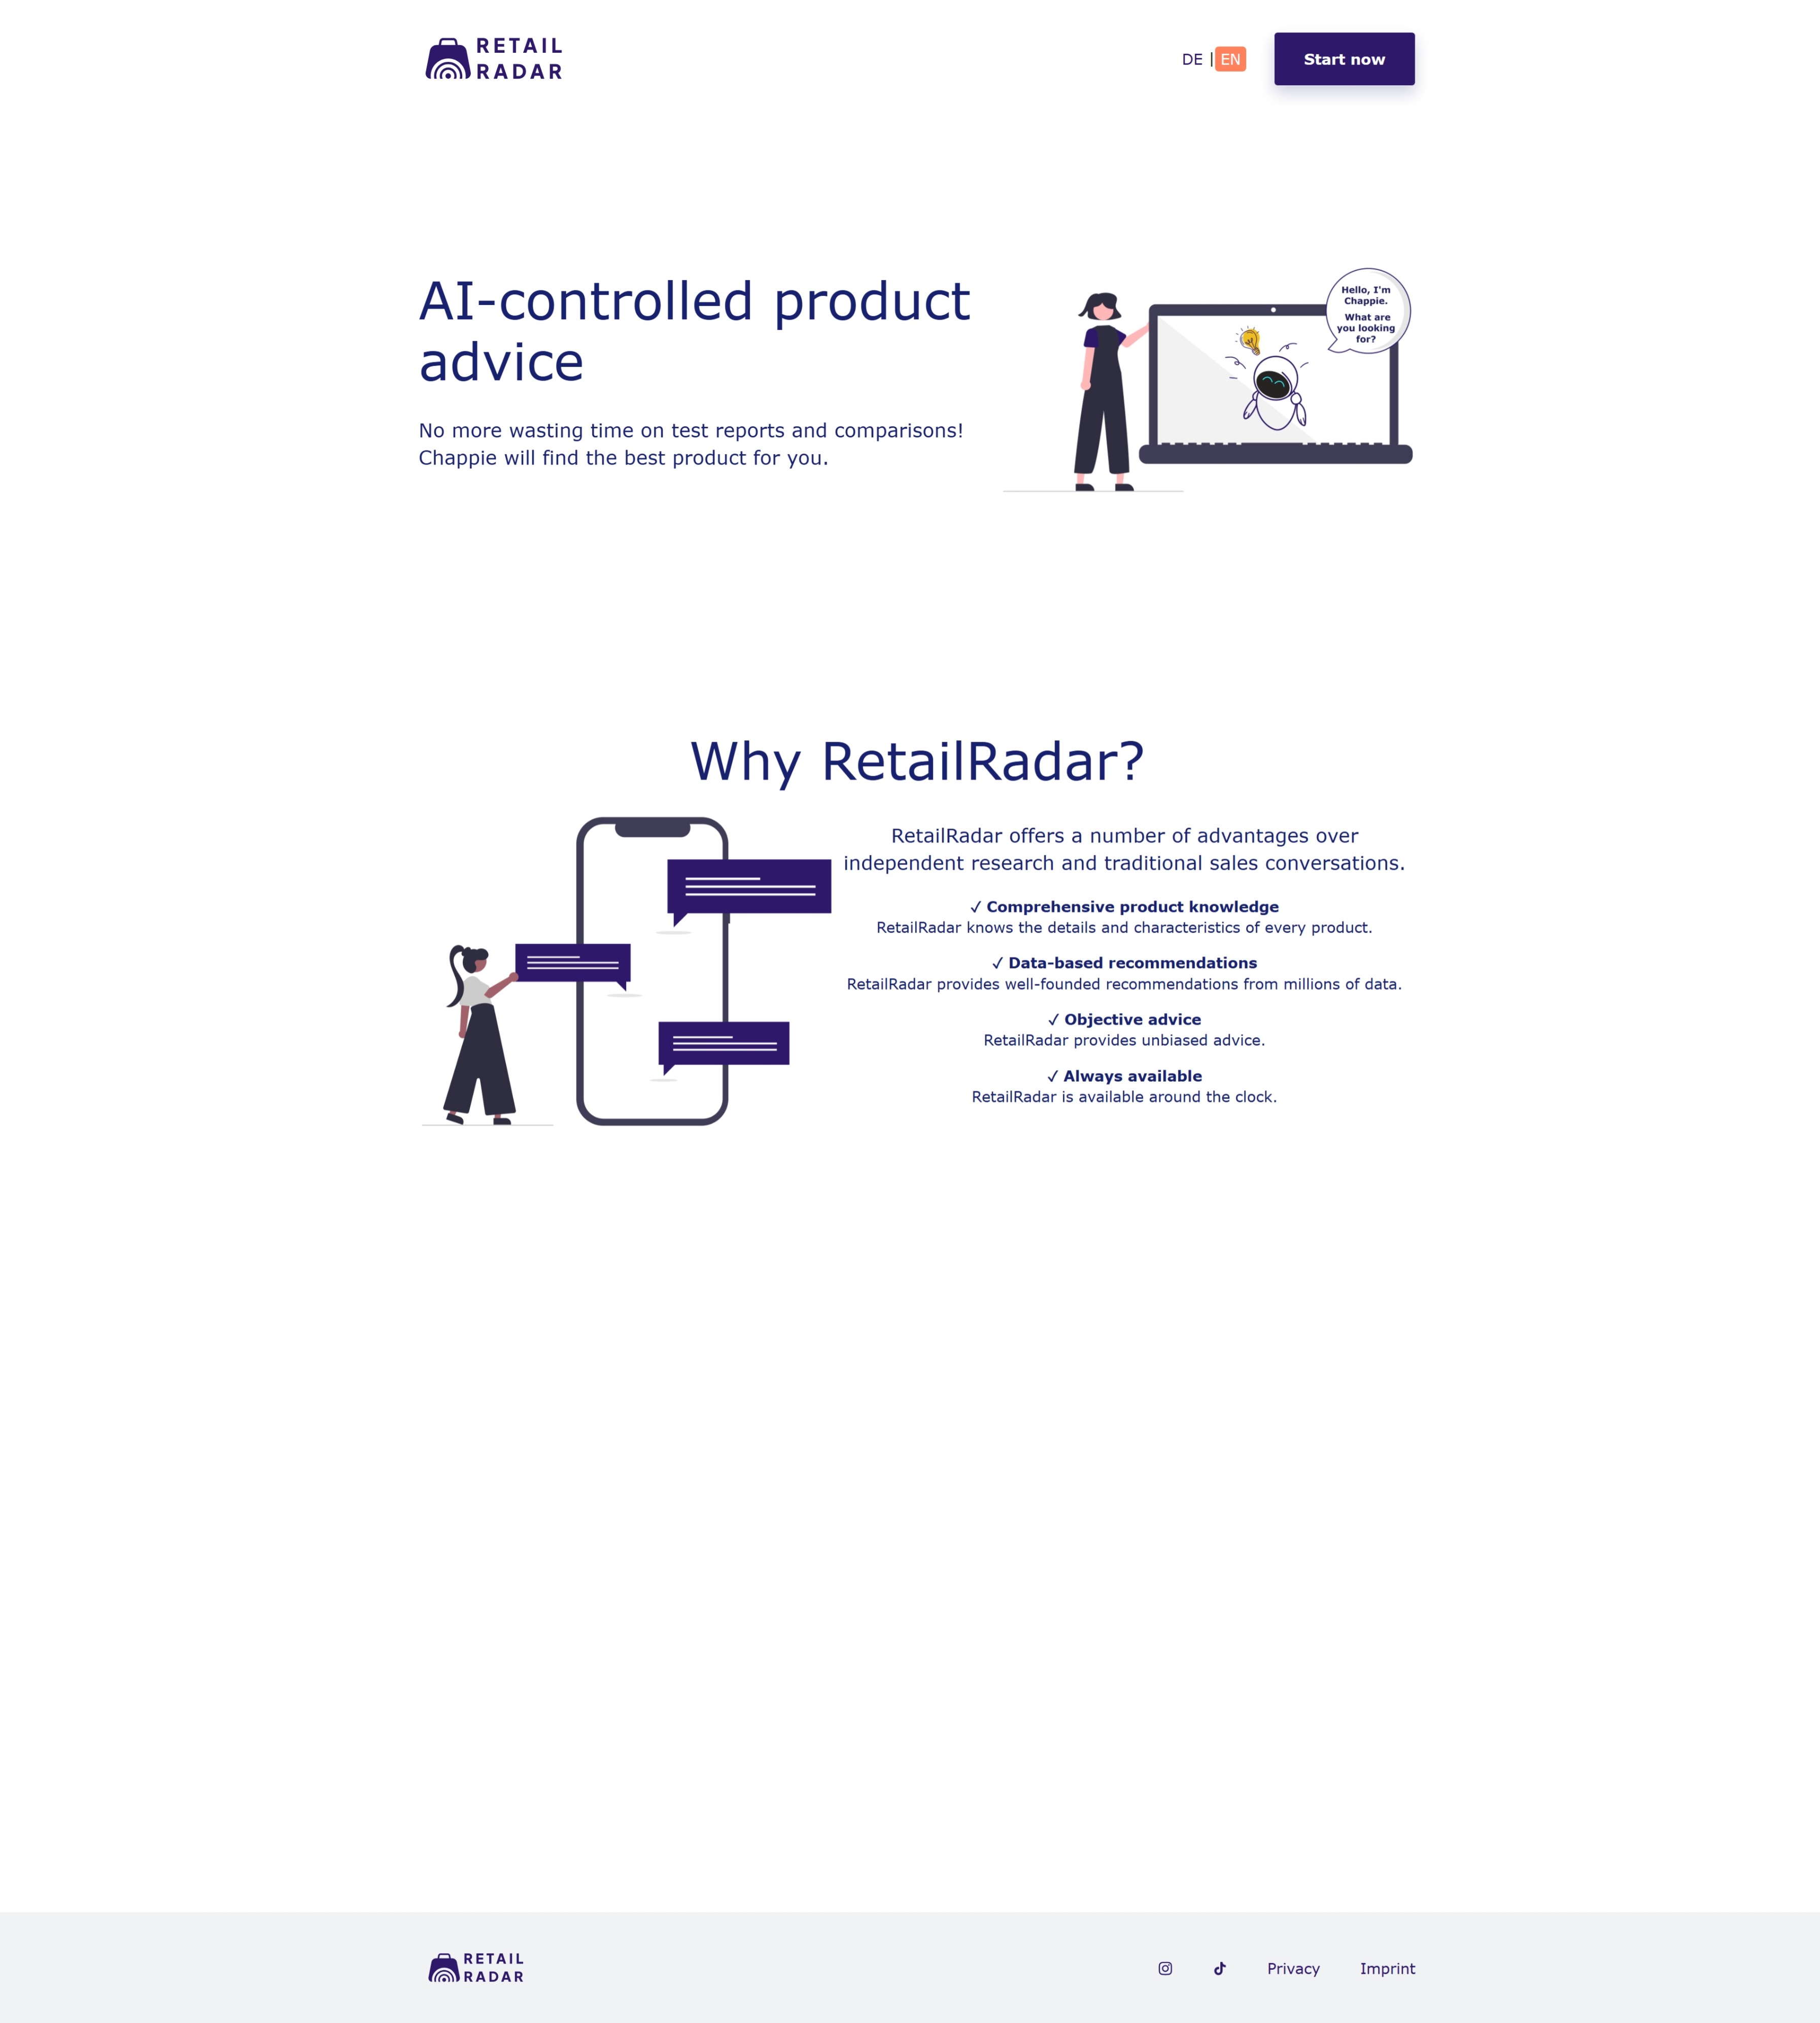 RETAIL
RADAR
DE | EN
Start now
AI-controlled product
advice
No more wasting time on test reports and comparisons!
Chappie will find the best product for you.
Hello, I'm
Chappie.
What are
you looking
for?
Why RetailRadar?
RetailRadar offers a number of advantages over
independent research and traditional sales conversations.
✓ Comprehensive product knowledge
RetailRadar knows the details and characteristics of every product.
✓ Data-based recommendations
RetailRadar provides well-founded recommendations from millions of data.
✓ Objective advice
RetailRadar provides unbiased advice.
✓ Always available
RetailRadar is available around the clock.
RETAIL
RADAR
Privacy
Imprint